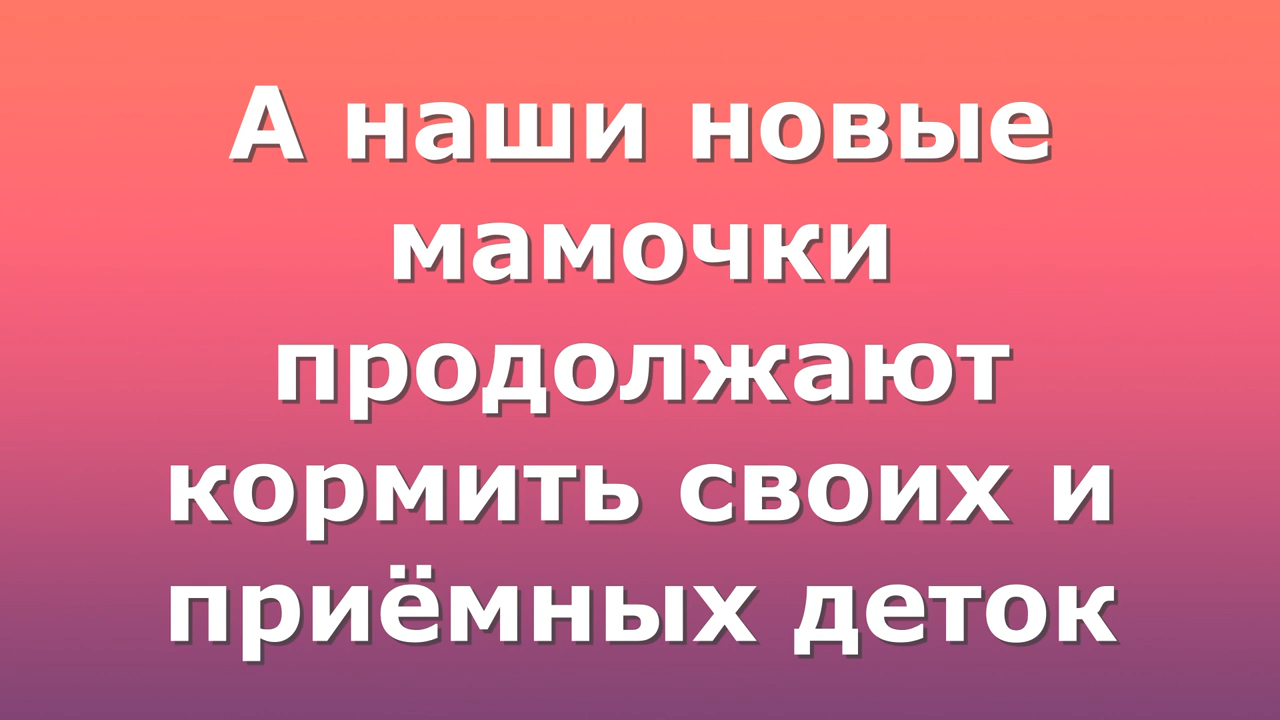 А наши новые
мамочки
продолжают
кормить своих и
приёмных деток